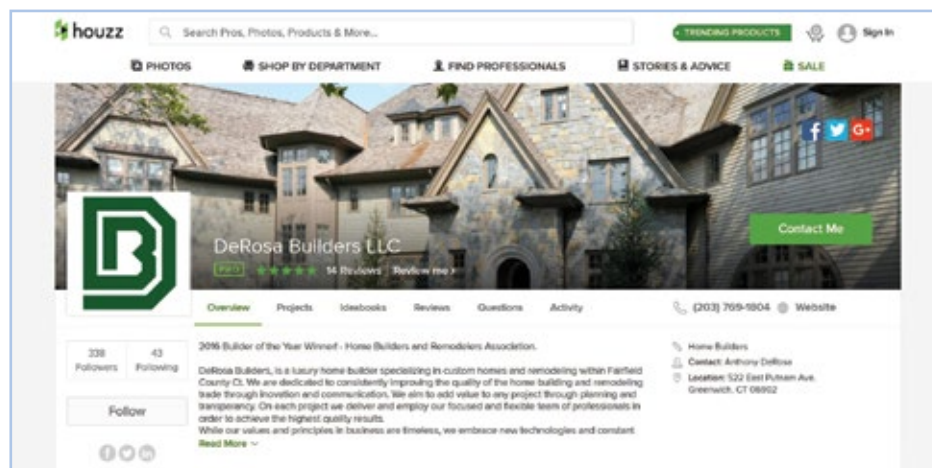 houzz
Search Pros, Photos, Products & More...
TRENDING PRODUCTS
Sign In
PHOTOS
SHOP BY DEPARTMENT
FIND PROFESSIONALS
STORIES & ADVICE
SALE
Contact Me
DeRosa Builders LLC
PRO 14 Reviews Review me
Overview Projects Ideabooks Reviews Questions Activity
(203) 769-1804 Website
338 Followers
43 Following
Follow
2016 Builder of the Year Winner! - Home Builders and Remodelers Association.
DeRosa Builders, is a luxury home builder specializing in custom homes and remodeling within Fairfield
County Ct. We are dedicated to consistently improving the quality of the home building and remodeling
trade through inovation and communication. We aim to add value to any project through planning and
transparency. On each project we deliver and employ our focused and flexible team of professionals in
order to achieve the highest quality results.
While our values and principles in business are timeless, we embrace new technologies and constant
Read More
Home Builders
Contact: Anthony DeRosa
Location: 522 East Putnam Ave.
Greenwich, CT